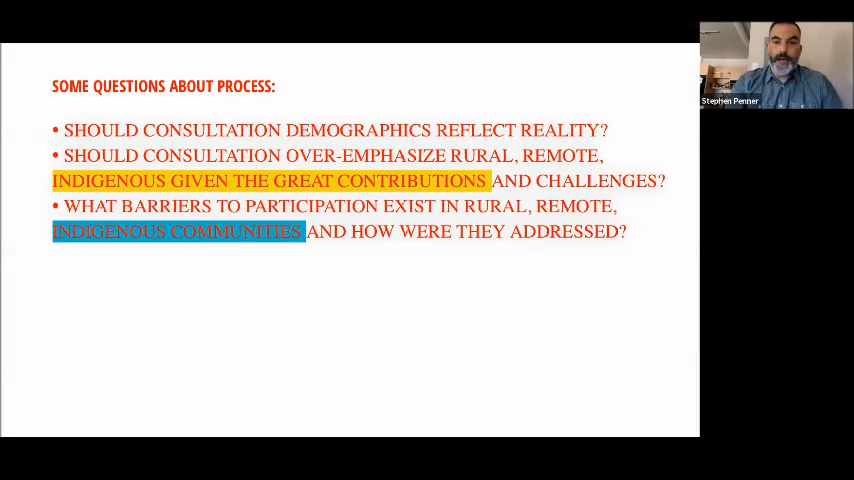 SOME QUESTIONS ABOUT PROCESS:
• SHOULD CONSULTATION DEMOGRAPHICS REFLECT REALITY?
• SHOULD CONSULTATION OVER-EMPHASIZE RURAL, REMOTE,
INDIGENOUS GIVEN THE GREAT CONTRIBUTIONS AND CHALLENGES?
• WHAT BARRIERS TO PARTICIPATION EXIST IN RURAL, REMOTE,
INDIGENOUS COMMUNITIES AND HOW WERE THEY ADDRESSED?
Stephen Penner